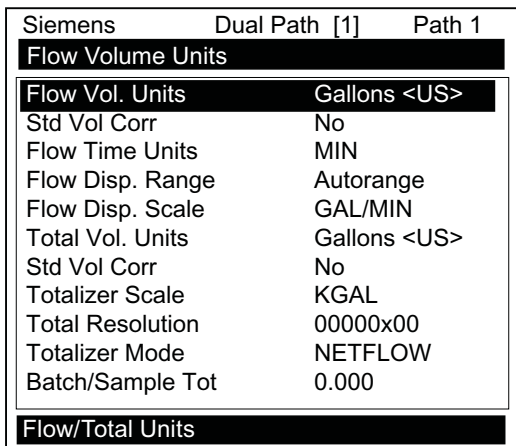 Siemens Dual Path [1] Path 1
Flow Volume Units
Flow Vol. Units Gallons <US>
Std Vol Corr No
Flow Time Units MIN
Flow Disp. Range Autorange
Flow Disp. Scale GAL/MIN
Total Vol. Units Gallons <US>
Std Vol Corr No
Totalizer Scale KGAL
Total Resolution 00000x00
Totalizer Mode NETFLOW
Batch/Sample Tot 0.000
Flow/Total Units